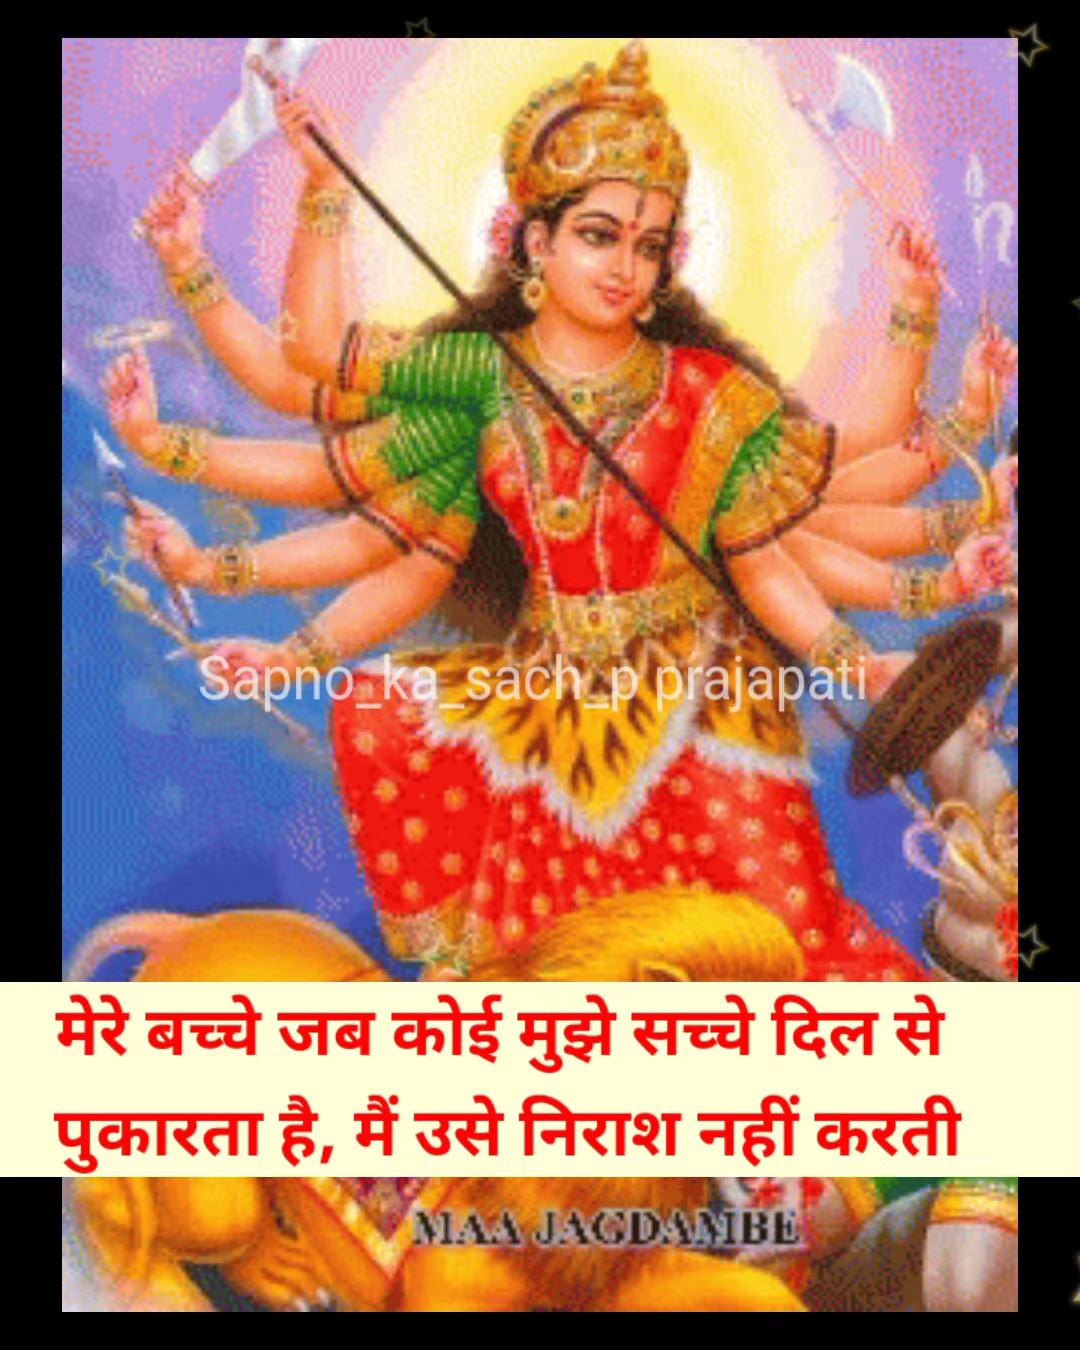 Sapno_ka_sach_p prajapati
मेरे बच्चे जब कोई मुझे सच्चे दिल से
पुकारता है, मैं उसे निराश नहीं करती
MAA JAGDAMBE